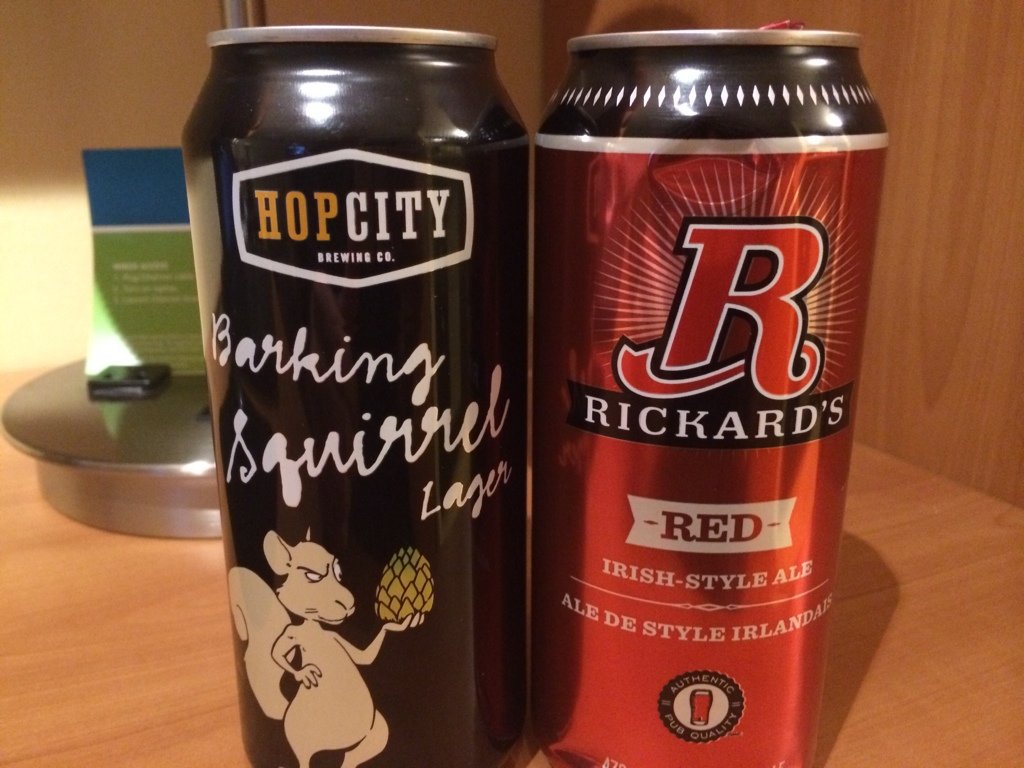 HOPCITY
BREWING CO.
Barking
Squirrel
Lager
R
RICKARD'S
-RED-
IRISH-STYLE ALE
ALE DE STYLE IRLANDAIS
AUTHENTIC
PUB QUALITY